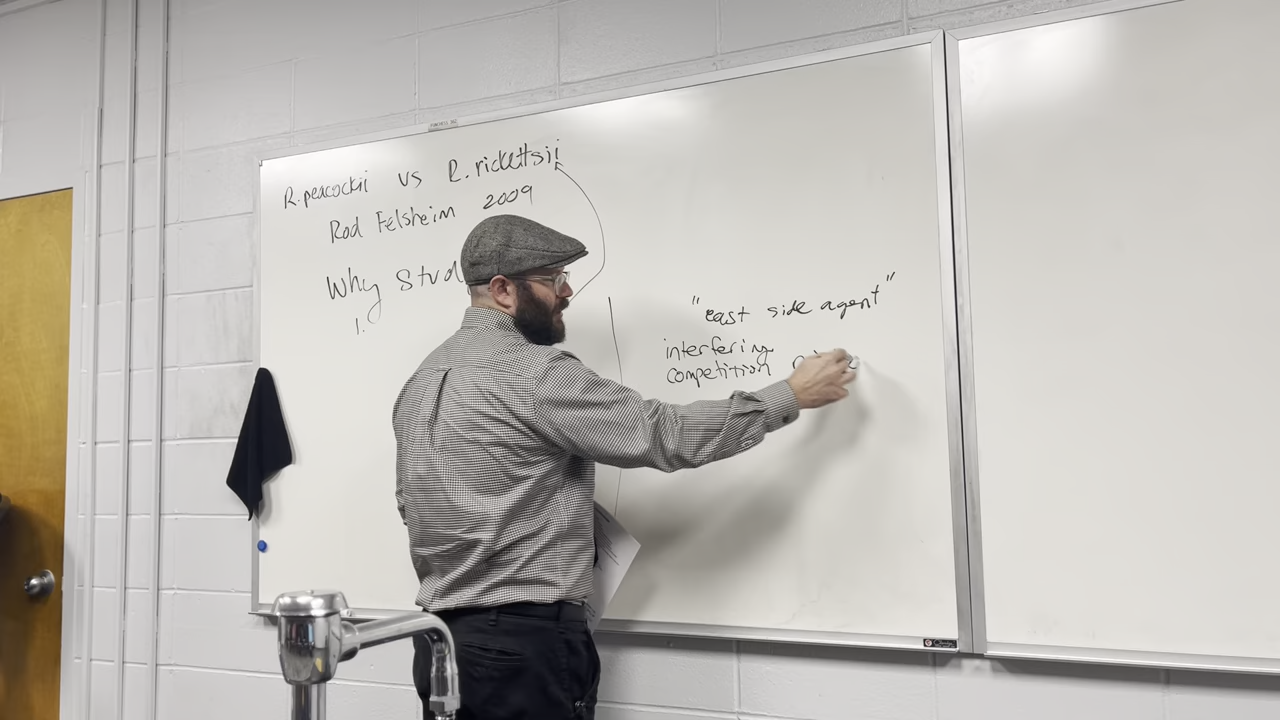 R.peacockii vs R.rickettsii
Rod Felsheim 2009
Why Stud
1.
"east side agent"
interfering
competition